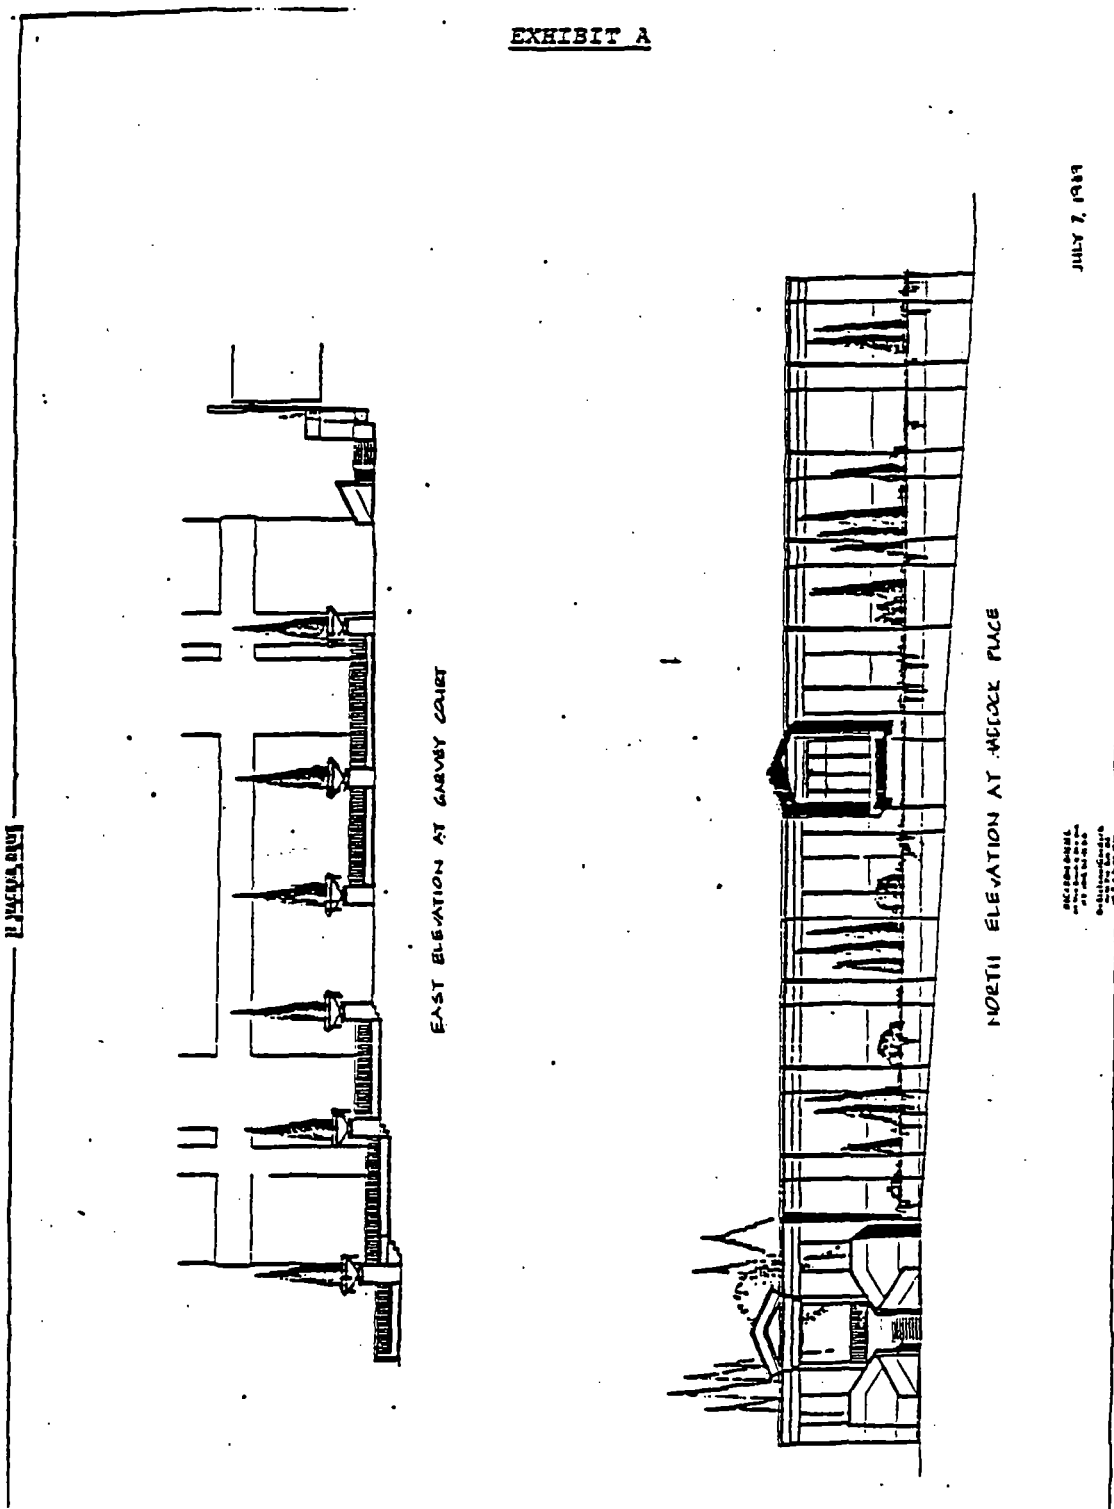 EXHIBIT A
JULY 7, 1989
EAST ELEVATION AT GARVEY COURT
NORTH ELEVATION AT HADDOCK PLACE